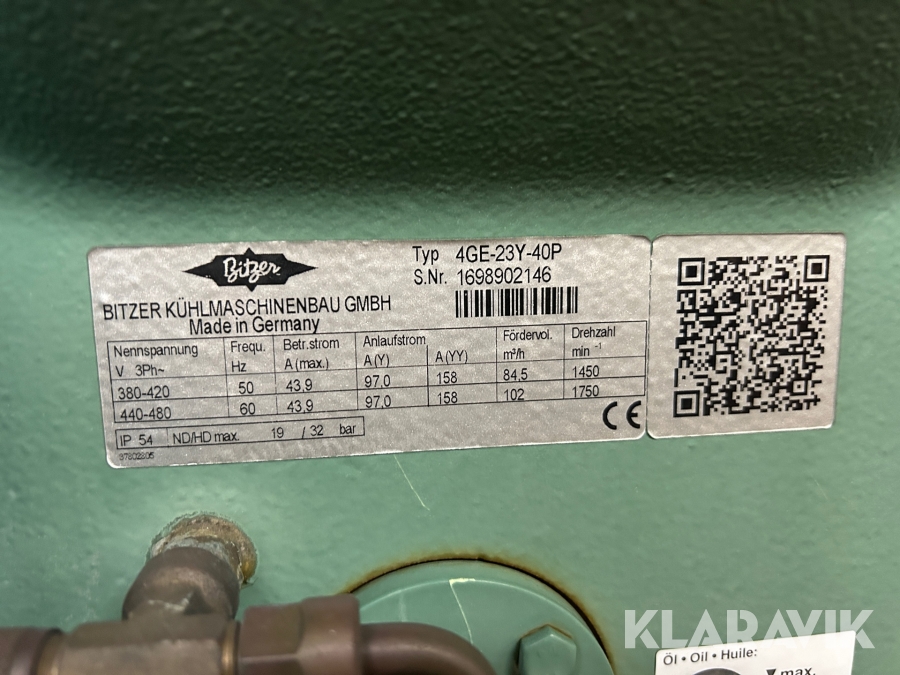 Bitzer
BITZER KÜHLMASCHINENBAU GMBH
Made in Germany
Typ 4GE-23Y-40P
S.Nr. 1698902146
Nennspannung Frequ. Betr.strom Anlaufstrom Fördervol. Drehzahl
V 3Ph~ Hz A (max.) A (Y) A (YY) m³/h min -1
380-420 50 43,9 97,0 158 84,5 1450
440-480 60 43,9 97,0 158 102 1750
IP 54 ND/HD max. 19 / 32 bar
CE
37802805
KLARAVIK
Öl • Oil • Huile:
max.